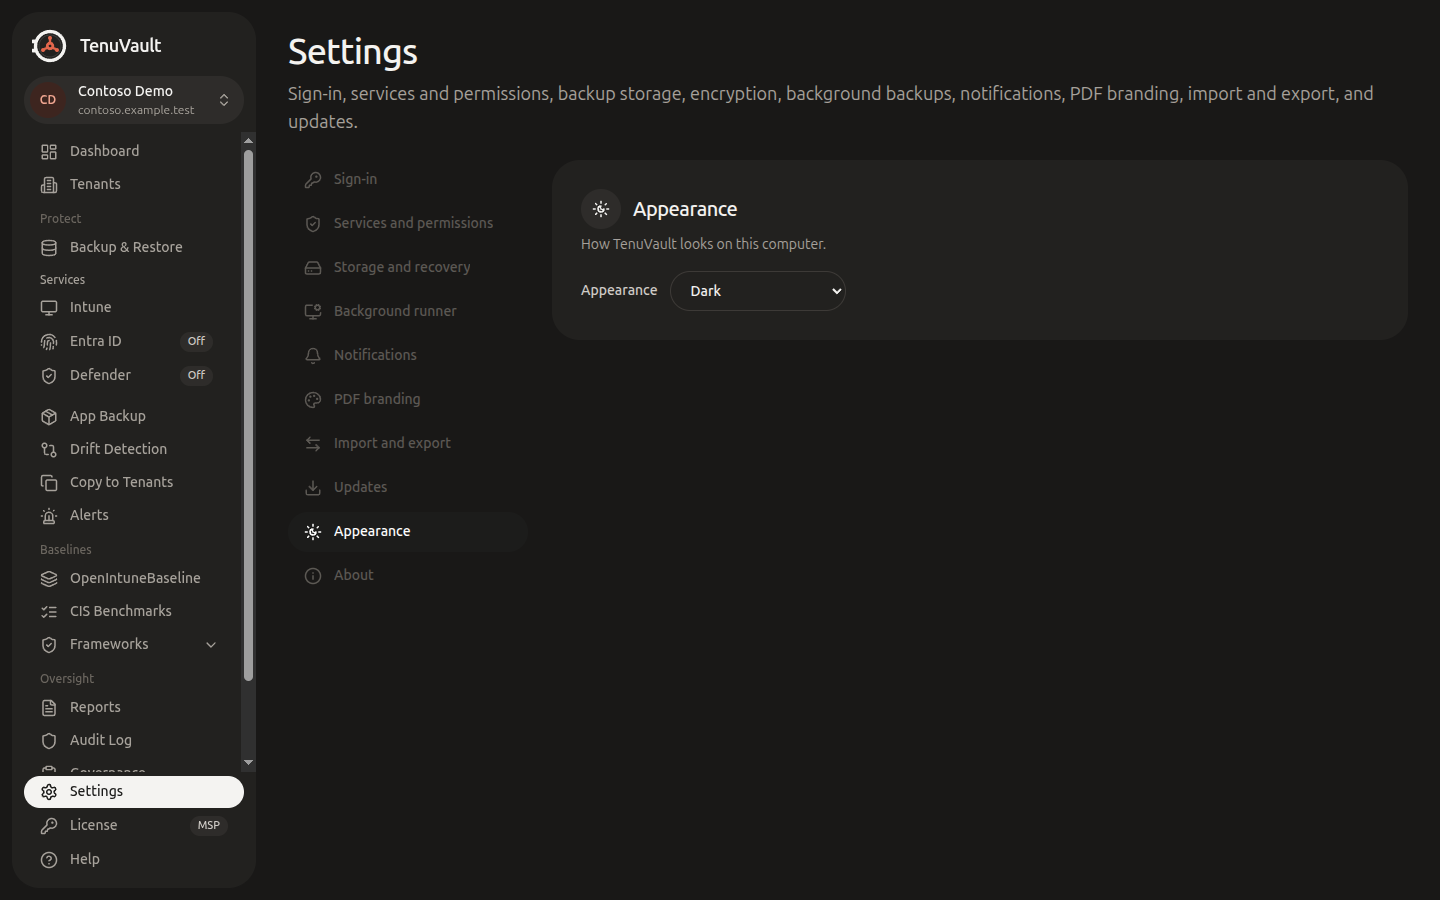 TenuVault
CD
Contoso Demo
contoso.example.test
Dashboard
Tenants
Protect
Backup & Restore
Services
Intune
Entra ID
Off
Defender
Off
App Backup
Drift Detection
Copy to Tenants
Alerts
Baselines
OpenIntuneBaseline
CIS Benchmarks
Frameworks
Oversight
Reports
Audit Log
Settings
License
MSP
Help
Settings
Sign-in, services and permissions, backup storage, encryption, background backups, notifications, PDF branding, import and export, and
updates.
Sign-in
Services and permissions
Storage and recovery
Background runner
Notifications
PDF branding
Import and export
Updates
Appearance
About
Appearance
How TenuVault looks on this computer.
Appearance
Dark